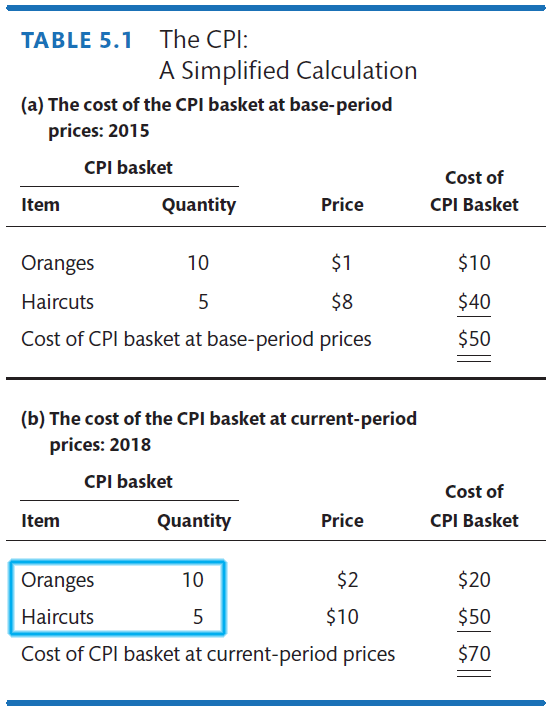 TABLE 5.1 The CPI:
A Simplified Calculation
(a) The cost of the CPI basket at base-period
prices: 2015
CPI basket
Cost of
Item Quantity Price CPI Basket
Oranges 10 $1 $10
Haircuts 5 $8 $40
Cost of CPI basket at base-period prices $50
(b) The cost of the CPI basket at current-period
prices: 2018
CPI basket
Cost of
Item Quantity Price CPI Basket
Oranges 10 $2 $20
Haircuts 5 $10 $50
Cost of CPI basket at current-period prices $70